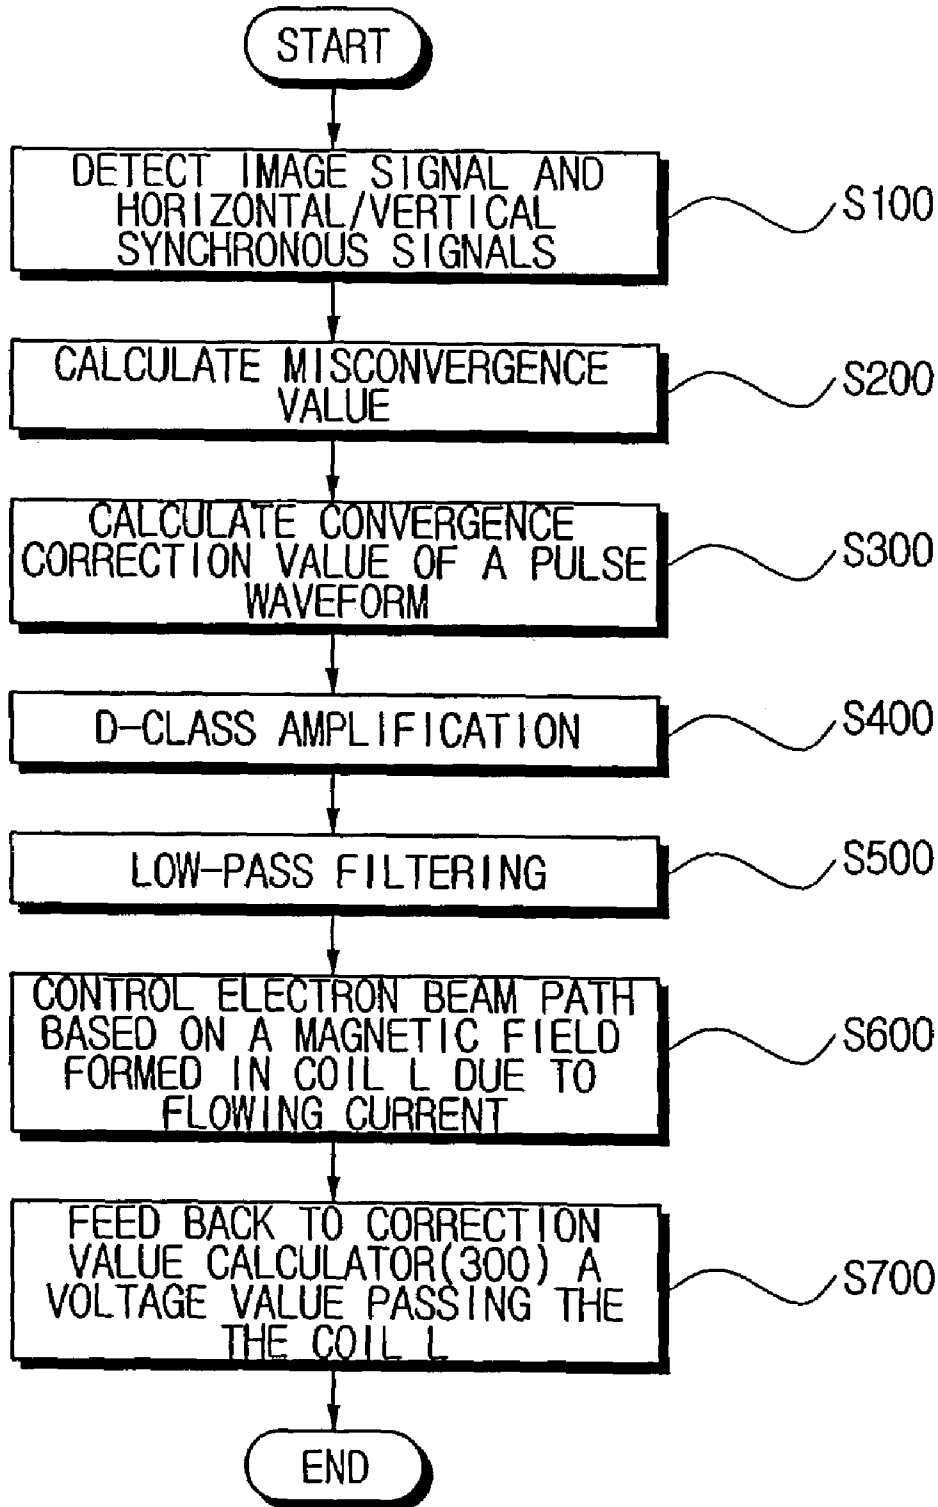 START
DETECT IMAGE SIGNAL AND
HORIZONTAL/VERTICAL
SYNCHRONOUS SIGNALS
S100
CALCULATE MISCONVERGENCE
VALUE
S200
CALCULATE CONVERGENCE
CORRECTION VALUE OF A PULSE
WAVEFORM
S300
D-CLASS AMPLIFICATION
S400
LOW-PASS FILTERING
S500
CONTROL ELECTRON BEAM PATH
BASED ON A MAGNETIC FIELD
FORMED IN COIL L DUE TO
FLOWING CURRENT
S600
FEED BACK TO CORRECTION
VALUE CALCULATOR(300) A
VOLTAGE VALUE PASSING THE
THE COIL L
S700
END